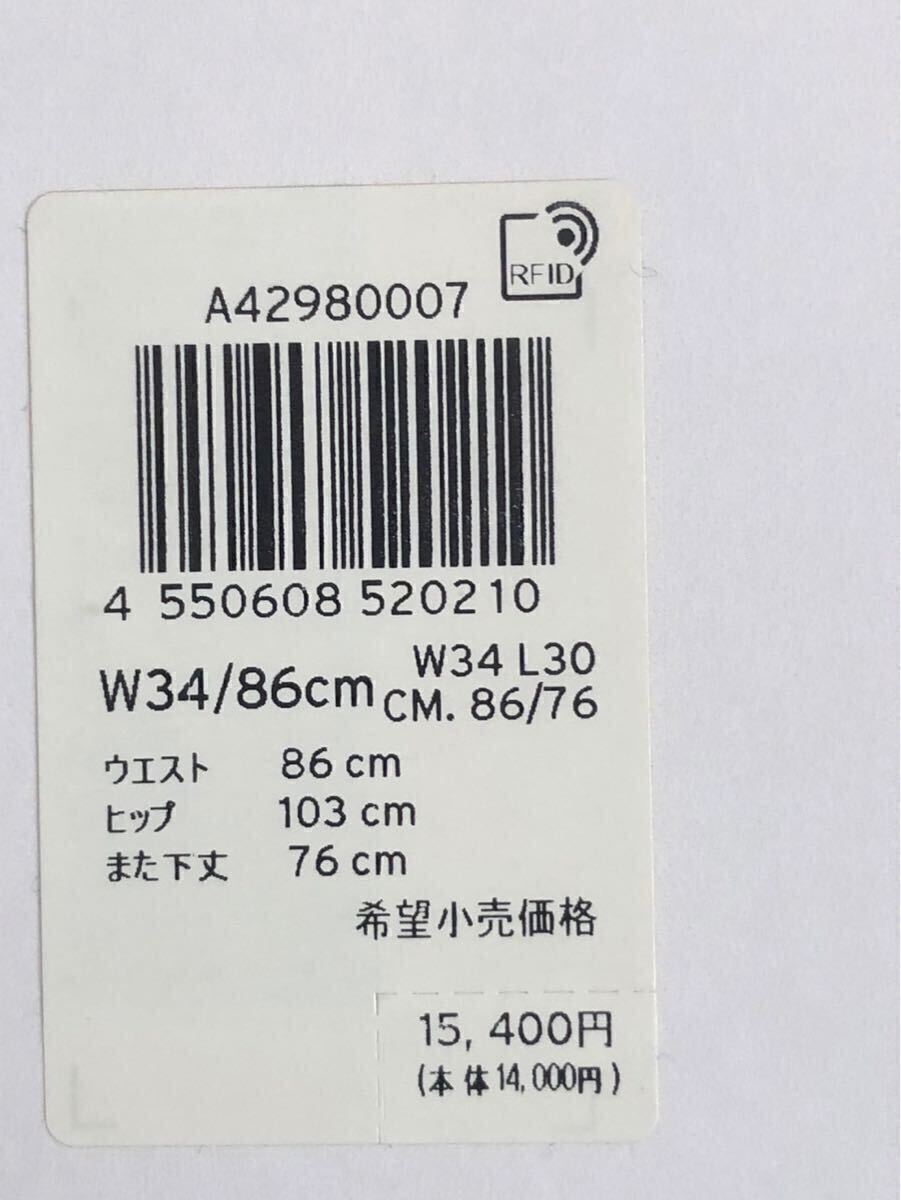 RFID
A42980007
4 550608 520210
W34/86cm
W34 L30
CM. 86/76
ウエスト 86 cm
ヒップ 103 cm
また下丈 76 cm
希望小売価格
15,400円
(本体14,000円)